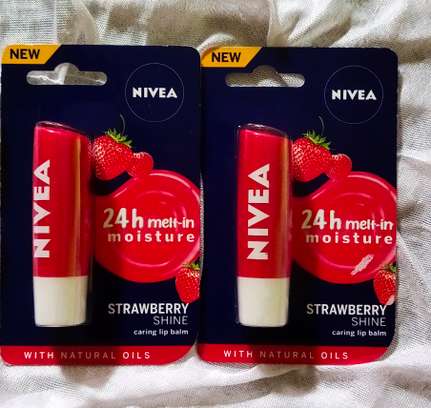 NEW
NIVEA
NIVEA
24h melt-in
moisture
STRAWBERRY
SHINE
caring lip balm
WITH NATURAL OILS
NEW
NIVEA
NIVEA
24h melt-in
moisture
STRAWBERRY
SHINE
caring lip balm
WITH NATURAL OILS